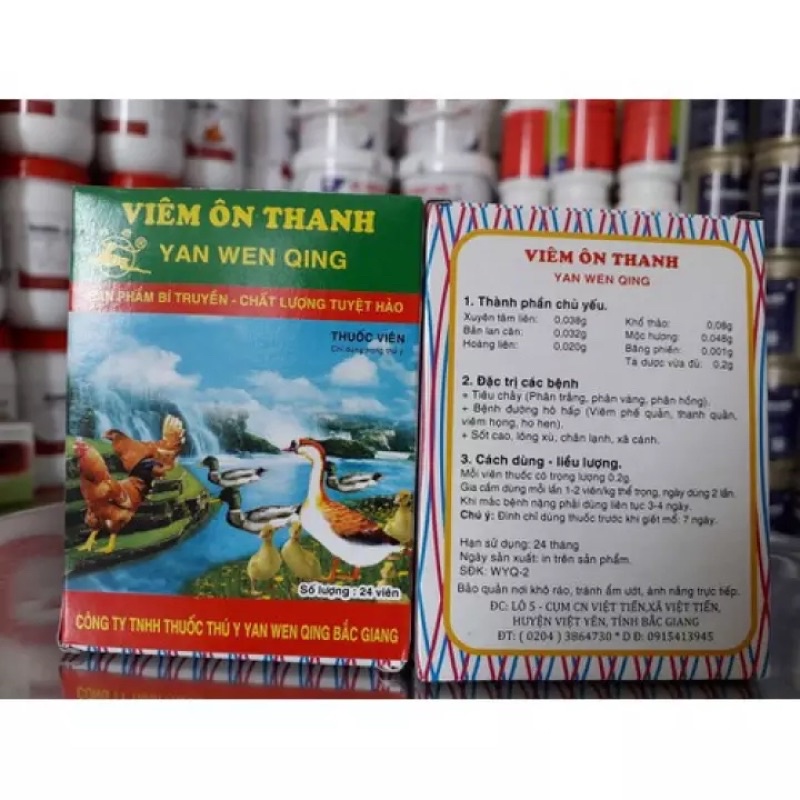 VIÊM ÔN THANH
YAN WEN QING
SẢN PHẨM BÍ TRUYỀN - CHẤT LƯỢNG TUYỆT HẢO
THUỐC VIÊN
Chỉ dùng trong thú y
Số lượng : 24 viên
CÔNG TY TNHH THUỐC THÚ Y YAN WEN QING BẮC GIANG
VIÊM ÔN THANH
YAN WEN QING
1. Thành phần chủ yếu.
Xuyên tâm liên: 0,038g Khổ thảo: 0,06g
Bản lan căn: 0,032g Mộc hương: 0,048g
Hoàng liên: 0,020g Băng phiến: 0,001g
Tá dược vừa đủ: 0,2g
2. Đặc trị các bệnh
+ Tiêu chảy (Phân trắng, phân vàng, phân hồng).
+ Bệnh đường hô hấp (Viêm phế quản, thanh quản,
viêm họng, ho hen).
+ Sốt cao, lông xù, chân lạnh, xã cánh.
3. Cách dùng - liều lượng.
Mỗi viên thuốc có trọng lượng 0.2g.
Gia cầm dùng mỗi lần 1-2 viên/kg thể trọng, ngày dùng 2 lần.
Khi mắc bệnh nặng phải dùng liên tục 3-4 ngày.
Chú ý: Đình chỉ dùng thuốc trước khi giết mổ: 7 ngày.
Hạn sử dụng: 24 tháng
Ngày sản xuất: in trên sản phẩm.
SĐK: WYQ-2
Bảo quản nơi khô ráo, tránh ẩm ướt, ánh nắng trực tiếp.
ĐC: LÔ 5 - CỤM CN VIỆT TIẾN, XÃ VIỆT TIẾN,
HUYỆN VIỆT YÊN, TỈNH BẮC GIANG
ĐT: ( 0204 ) 3864730 * DĐ: 0915413945